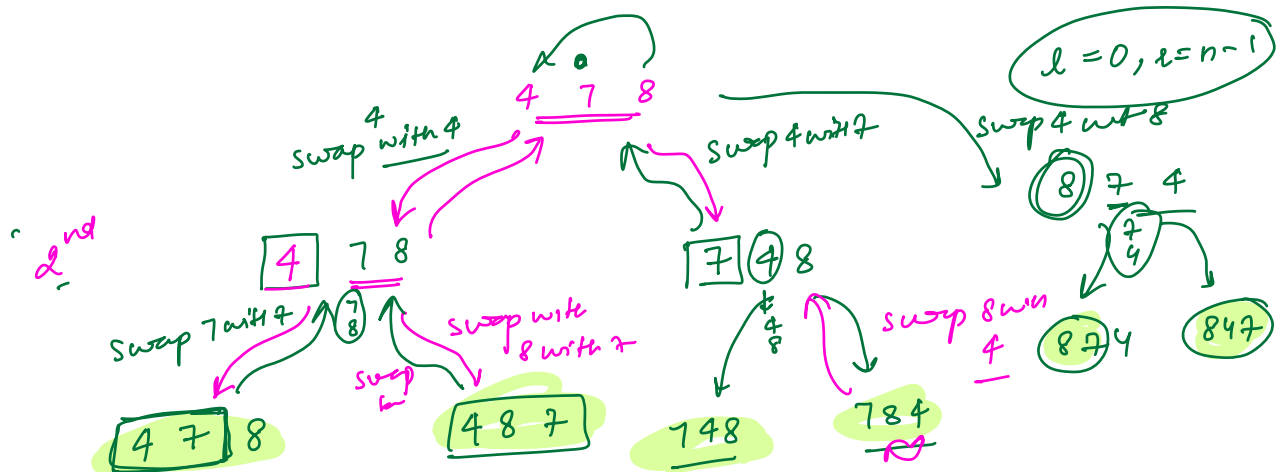 l = 0, r = n - 1
4 7 8
swap 4 with 4
swap 4 with 7
swap 4 wit 8
8 7 4
7
4
2nd
4 7 8
7
8
7 4 8
4
8
swap 7 with 7
swap with
8 with 7
swap
swap 8 with
4
4 7 8
4 8 7
7 4 8
7 8 4
8 7 4
8 4 7